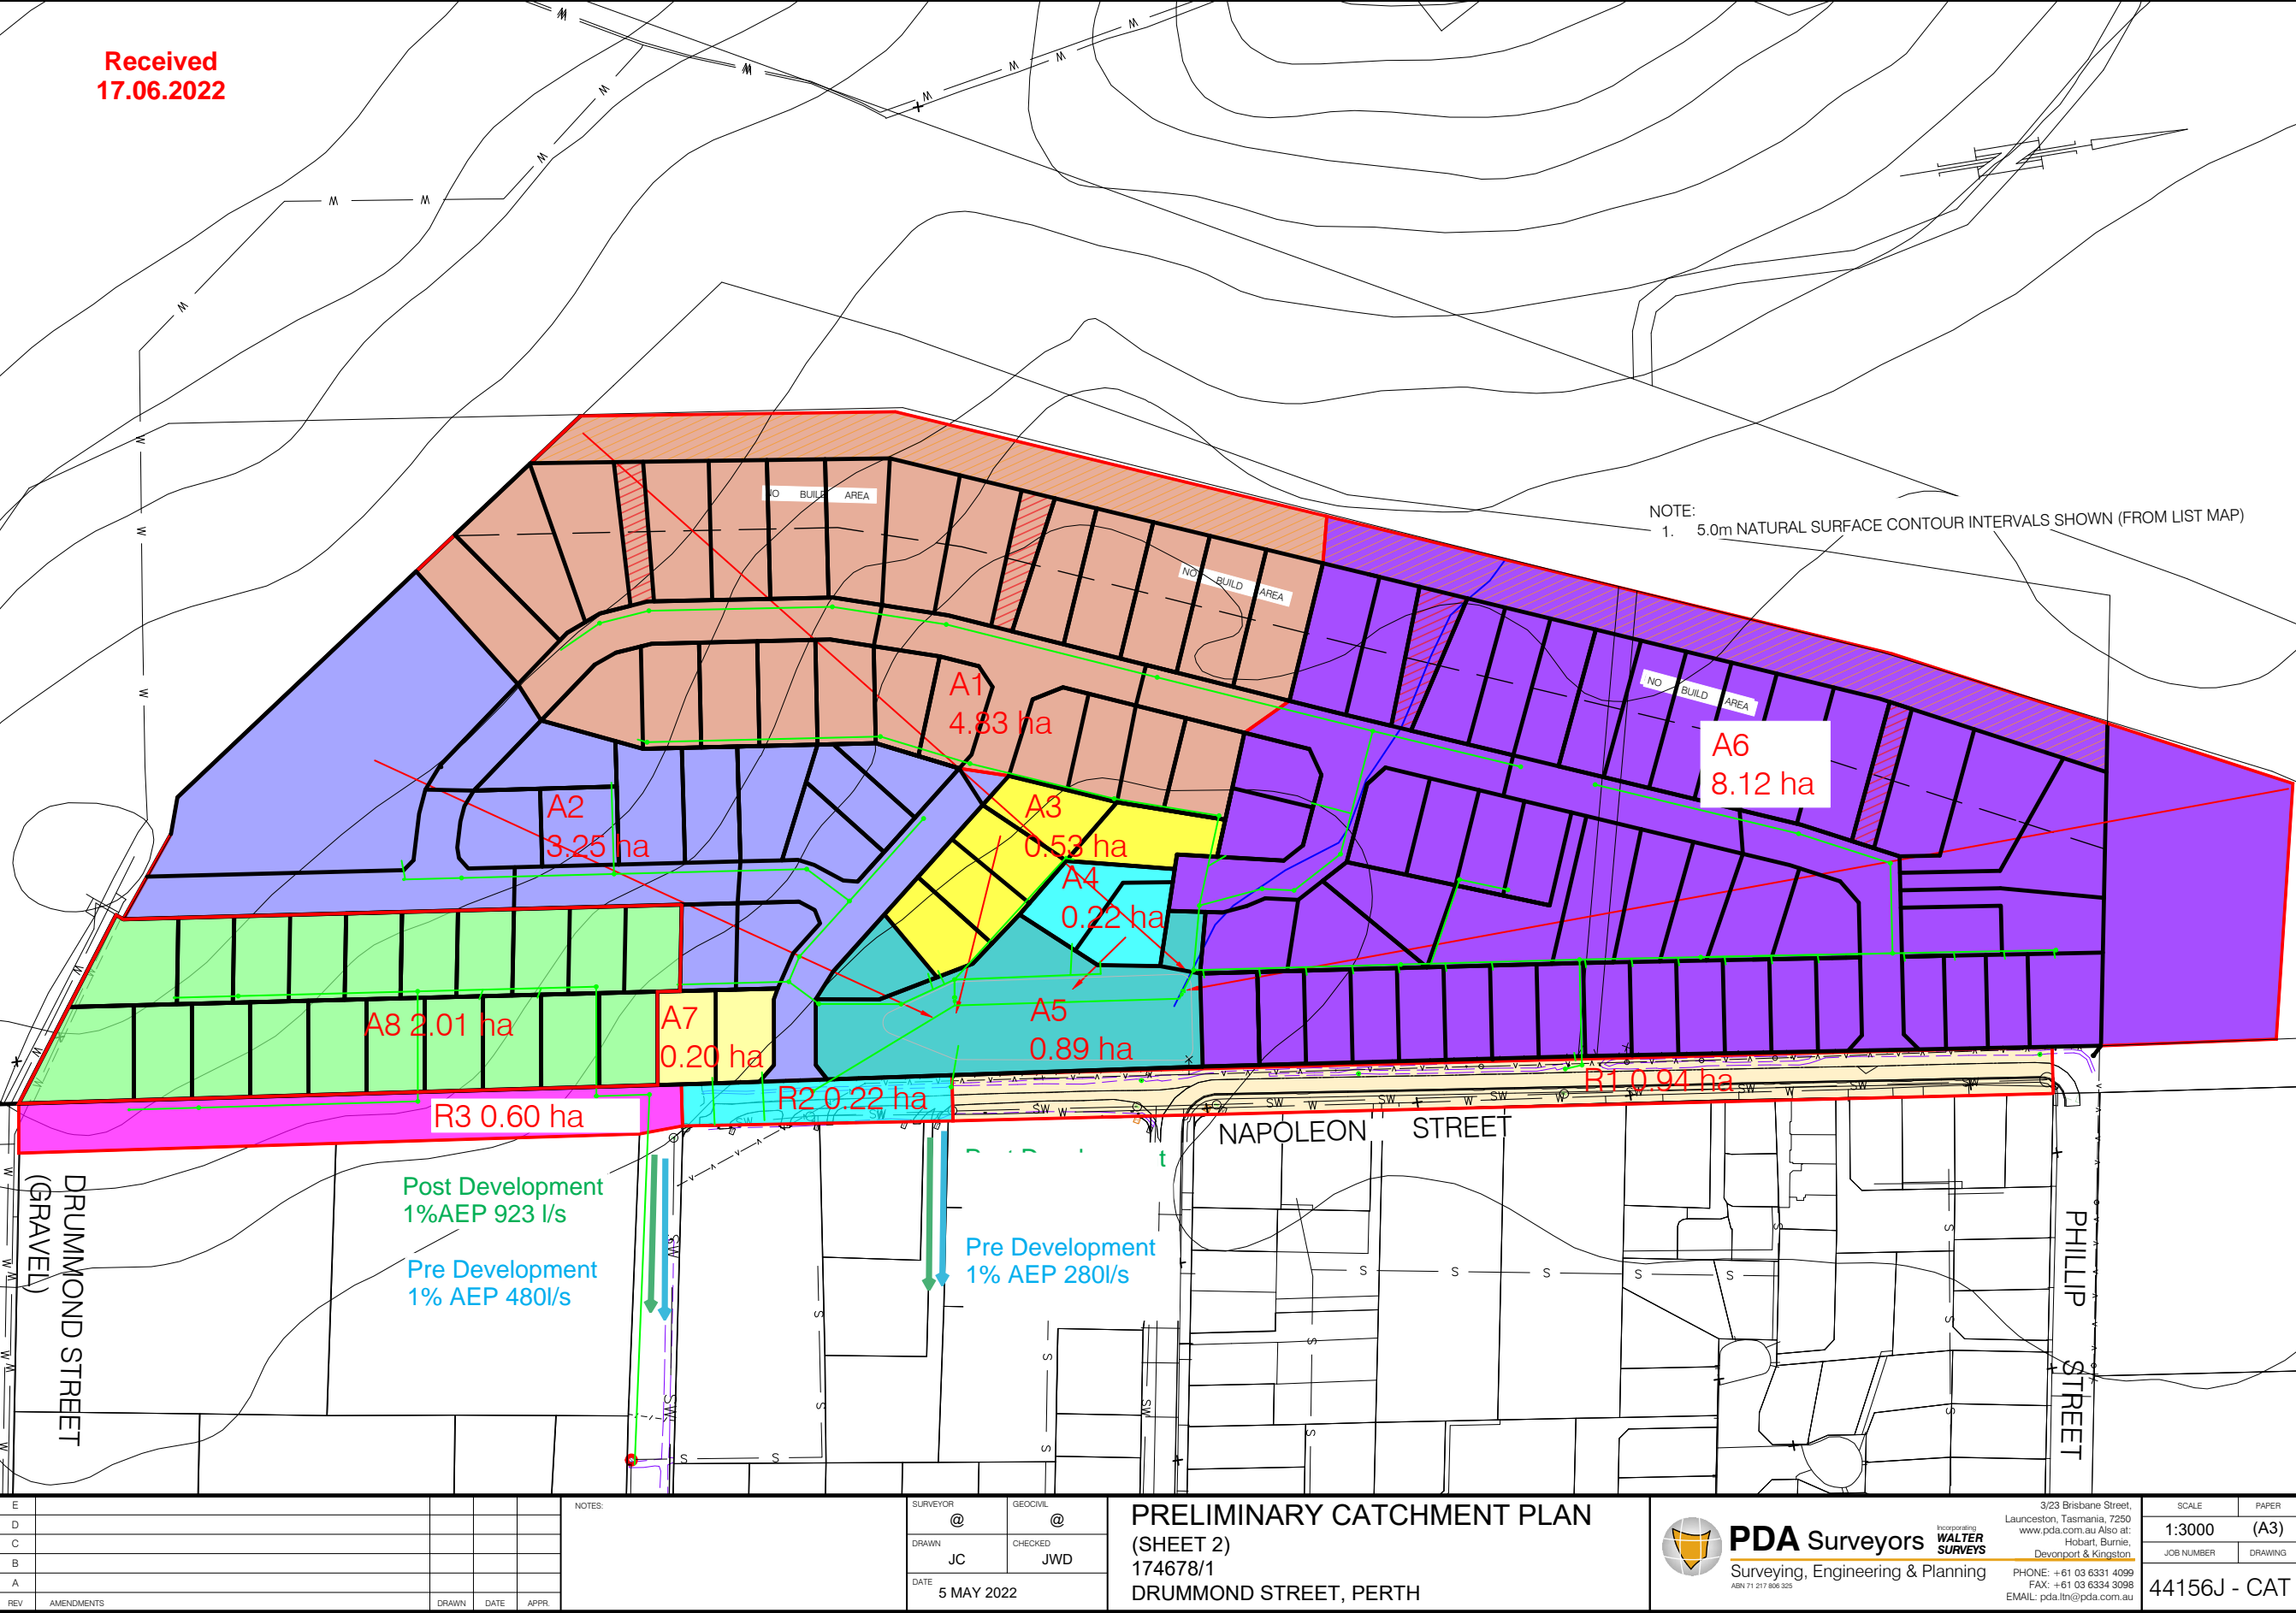 Received
17.06.2022
NOTE:
1. 5.0m NATURAL SURFACE CONTOUR INTERVALS SHOWN (FROM LIST MAP)
NO BUILD AREA
NO BUILD AREA
NO BUILD AREA
A1
4.83 ha
A6
8.12 ha
A2
3.25 ha
A3
0.53 ha
A4
0.22 ha
A5
0.89 ha
A8 2.01 ha
A7
0.20 ha
R1 0.94 ha
R2 0.22 ha
R3 0.60 ha
NAPOLEON STREET
DRUMMOND STREET
(GRAVEL)
PHILLIP STREET
Post Development
1%AEP 923 l/s
Pre Development
1% AEP 480l/s
Pre Development
1% AEP 280l/s
E
D
C
B
A
REV AMENDMENTS DRAWN DATE APPR.
NOTES:
SURVEYOR GEOCIVIL
@ @
DRAWN CHECKED
JC JWD
DATE
5 MAY 2022
PRELIMINARY CATCHMENT PLAN
(SHEET 2)
174678/1
DRUMMOND STREET, PERTH
PDA Surveyors
Incorporating
WALTER
SURVEYS
Surveying, Engineering & Planning
ABN 71 217 806 325
3/23 Brisbane Street,
Launceston, Tasmania, 7250
www.pda.com.au Also at:
Hobart, Burnie,
Devonport & Kingston
PHONE: +61 03 6331 4099
FAX: +61 03 6334 3098
EMAIL: pda.ltn@pda.com.au
SCALE PAPER
1:3000 (A3)
JOB NUMBER DRAWING
44156J - CAT